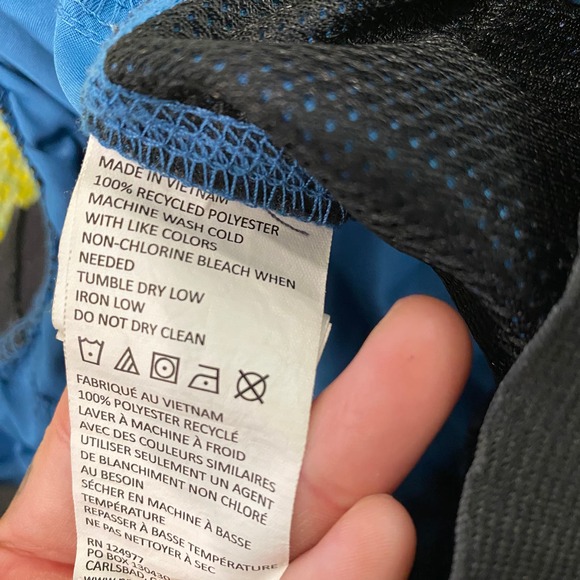 MADE IN VIETNAM
100% RECYCLED POLYESTER
MACHINE WASH COLD
WITH LIKE COLORS
NON-CHLORINE BLEACH WHEN
NEEDED
TUMBLE DRY LOW
IRON LOW
DO NOT DRY CLEAN
FABRIQUÉ AU VIETNAM
100% POLYESTER RECYCLÉ
LAVER À MACHINE À FROID
AVEC DES COULEURS SIMILAIRES
UTILISER SEULEMENT UN AGENT
DE BLANCHIMENT NON CHLORÉ
AU BESOIN
SÉCHER EN MACHINE À BASSE
TEMPÉRATURE
REPASSER À BASSE TEMPÉRATURE
NE PAS NETTOYER À SEC
RN 124977
PO BOX 130430
CARLSBAD,